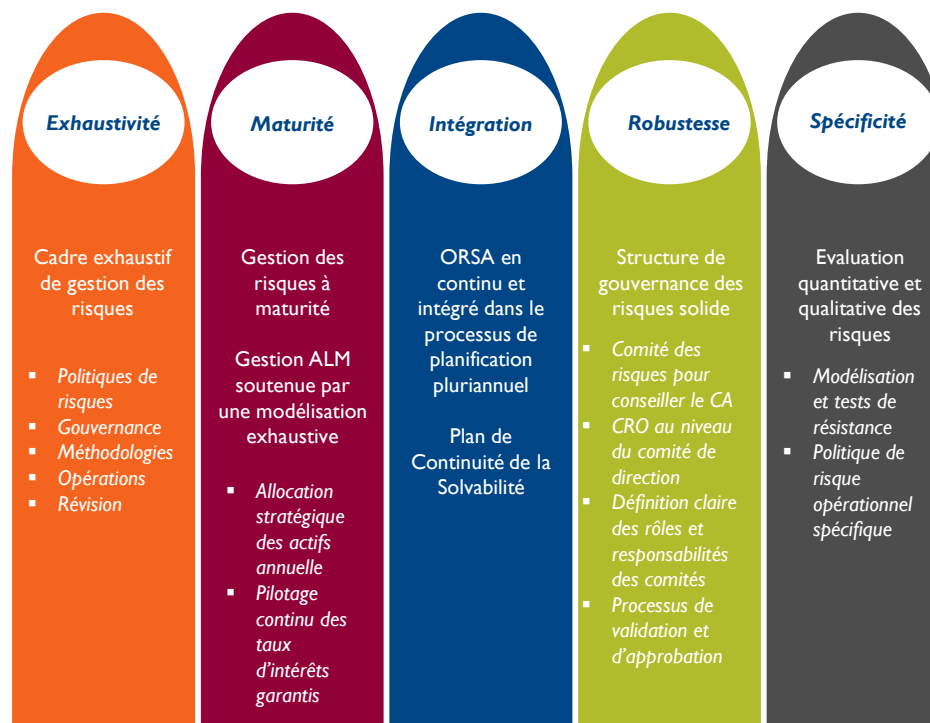 Exhaustivité
Cadre exhaustif
de gestion des
risques
▪ Politiques de
risques
▪ Gouvernance
▪ Méthodologies
▪ Opérations
▪ Révision
Maturité
Gestion des
risques à
maturité
Gestion ALM
soutenue par
une modélisation
exhaustive
▪ Allocation
stratégique
des actifs
annuelle
▪ Pilotage
continu des
taux
d'intérêts
garantis
Intégration
ORSA en
continu et
intégré dans le
processus de
planification
pluriannuel
Plan de
Continuité de la
Solvabilité
Robustesse
Structure de
gouvernance des
risques solide
▪ Comité des
risques pour
conseiller le CA
▪ CRO au niveau
du comité de
direction
▪ Définition claire
des rôles et
responsabilités
des comités
▪ Processus de
validation et
d'approbation
Spécificité
Evaluation
quantitative et
qualitative des
risques
▪ Modélisation
et tests de
résistance
▪ Politique de
risque
opérationnel
spécifique